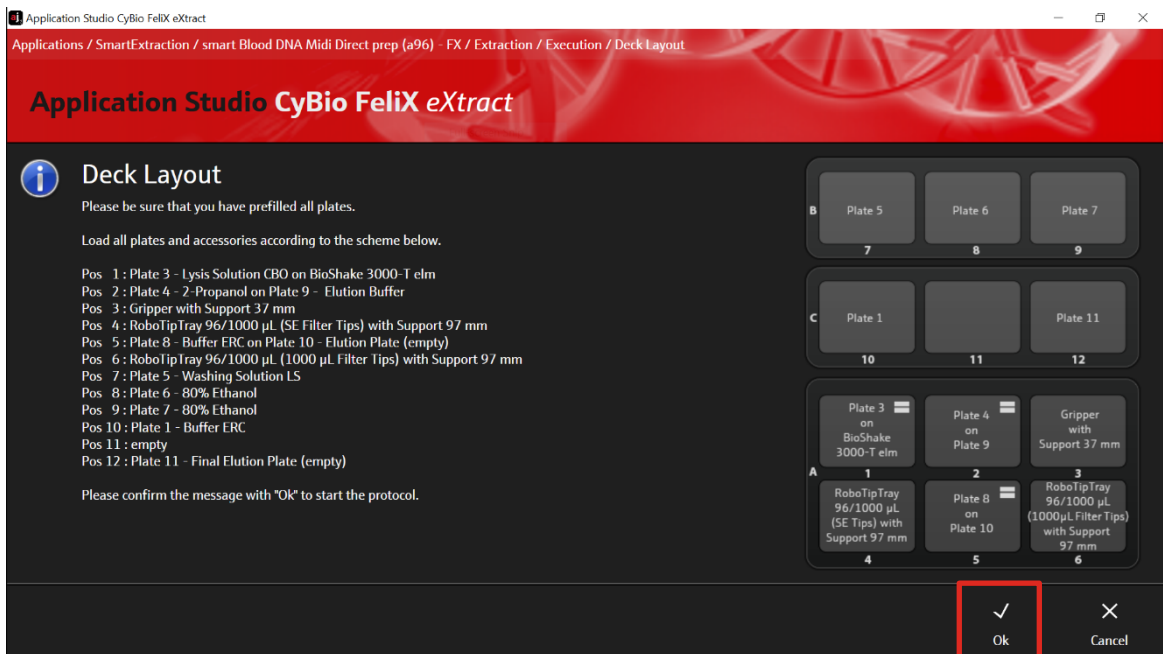 Application Studio CyBio FeliX eXtract
Applications / SmartExtraction / smart Blood DNA Midi Direct prep (a96) - FX / Extraction / Execution / Deck Layout
Application Studio CyBio FeliX eXtract
Deck Layout
Please be sure that you have prefilled all plates.
Load all plates and accessories according to the scheme below.
Pos 1 : Plate 3 - Lysis Solution CBO on BioShake 3000-T elm
Pos 2 : Plate 4 - 2-Propanol on Plate 9 - Elution Buffer
Pos 3 : Gripper with Support 37 mm
Pos 4 : RoboTipTray 96/1000 µL (SE Filter Tips) with Support 97 mm
Pos 5 : Plate 8 - Buffer ERC on Plate 10 - Elution Plate (empty)
Pos 6 : RoboTipTray 96/1000 µL (1000 µL Filter Tips) with Support 97 mm
Pos 7 : Plate 5 - Washing Solution LS
Pos 8 : Plate 6 - 80% Ethanol
Pos 9 : Plate 7 - 80% Ethanol
Pos 10 : Plate 1 - Buffer ERC
Pos 11 : empty
Pos 12 : Plate 11 - Final Elution Plate (empty)
Please confirm the message with "Ok" to start the protocol.
B
Plate 5
Plate 6
Plate 7
7
8
9
C
Plate 1
Plate 11
10
11
12
A
Plate 3
on
BioShake
3000-T elm
1
Plate 4
on
Plate 9
2
Gripper
with
Support 37 mm
3
RoboTipTray
96/1000 µL
(SE Tips) with
Support 97 mm
4
Plate 8
on
Plate 10
5
RoboTipTray
96/1000 µL
(1000µL Filter Tips)
with Support
97 mm
6
Ok
Cancel